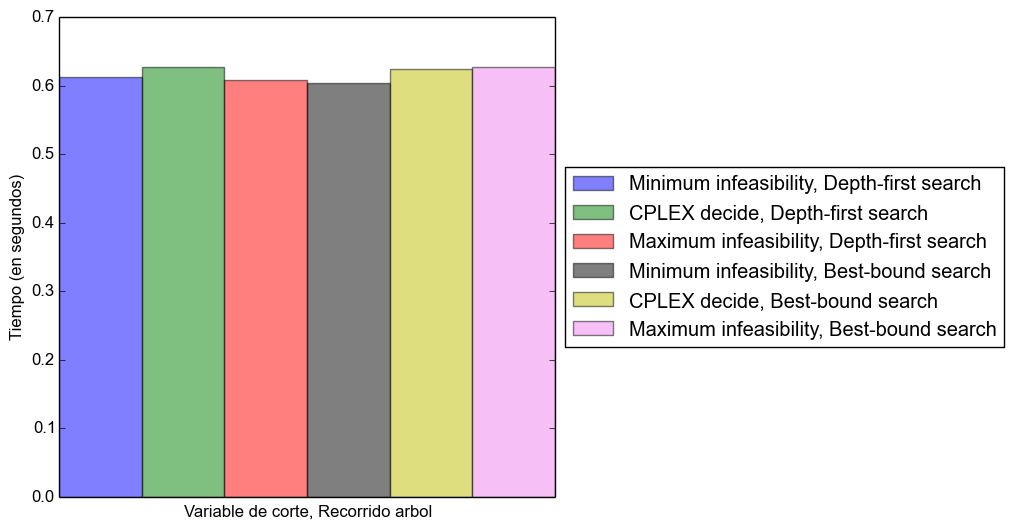 0.7
0.6
0.5
0.4
0.3
0.2
0.1
0.0
Tiempo (en segundos)
Variable de corte, Recorrido arbol
Minimum infeasibility, Depth-first search
CPLEX decide, Depth-first search
Maximum infeasibility, Depth-first search
Minimum infeasibility, Best-bound search
CPLEX decide, Best-bound search
Maximum infeasibility, Best-bound search